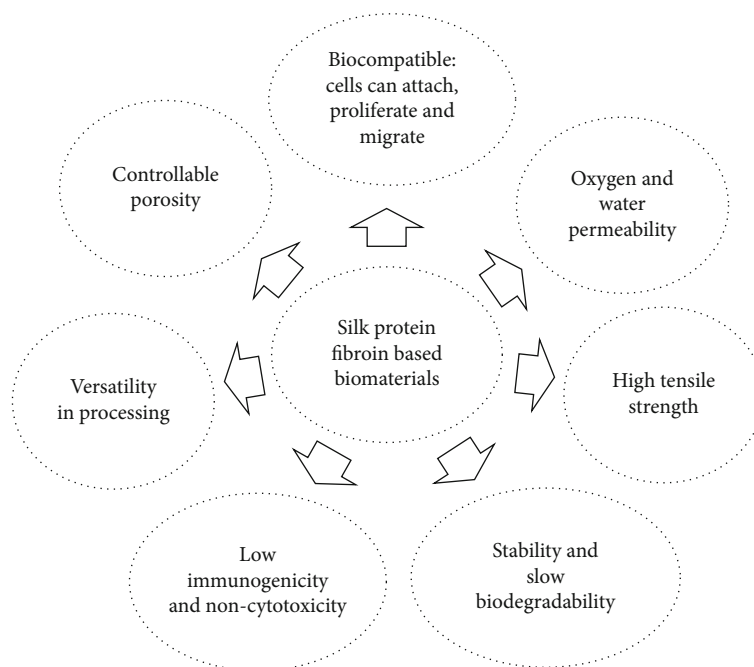 Biocompatible:
cells can attach,
proliferate and
migrate
Controllable
porosity
Oxygen and
water
permeability
Silk protein
fibroin based
biomaterials
Versatility
in processing
High tensile
strength
Low
immunogenicity
and non-cytotoxicity
Stability and
slow
biodegradability